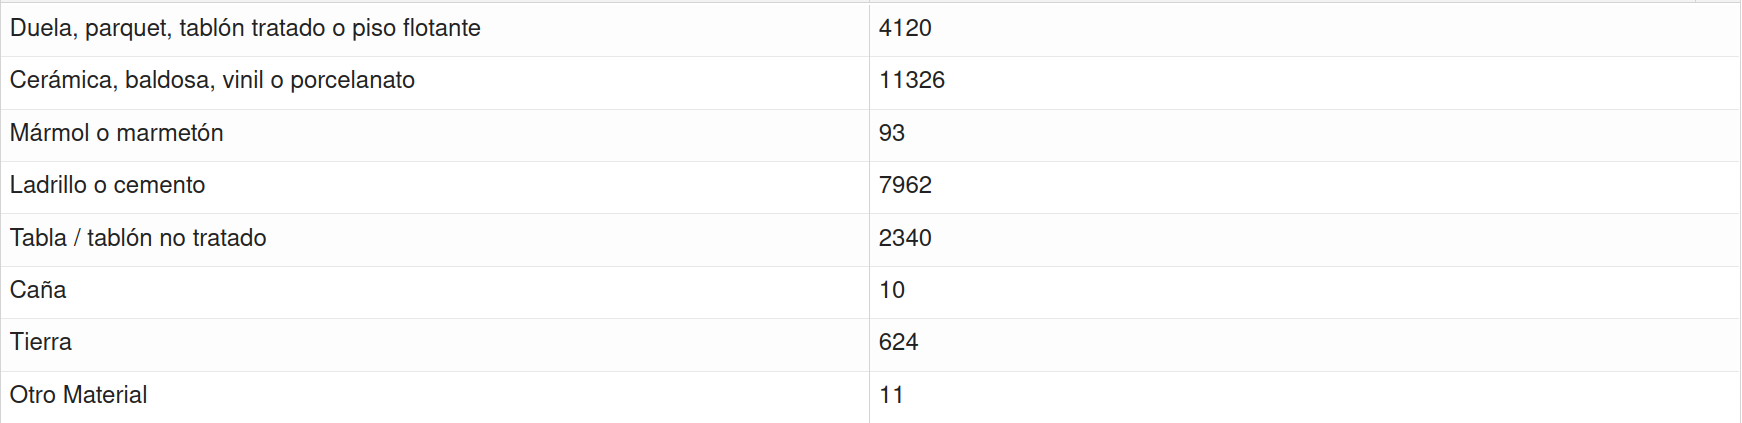 Duela, parquet, tablón tratado o piso flotante 4120
Cerámica, baldosa, vinil o porcelanato 11326
Mármol o marmetón 93
Ladrillo o cemento 7962
Tabla / tablón no tratado 2340
Caña 10
Tierra 624
Otro Material 11